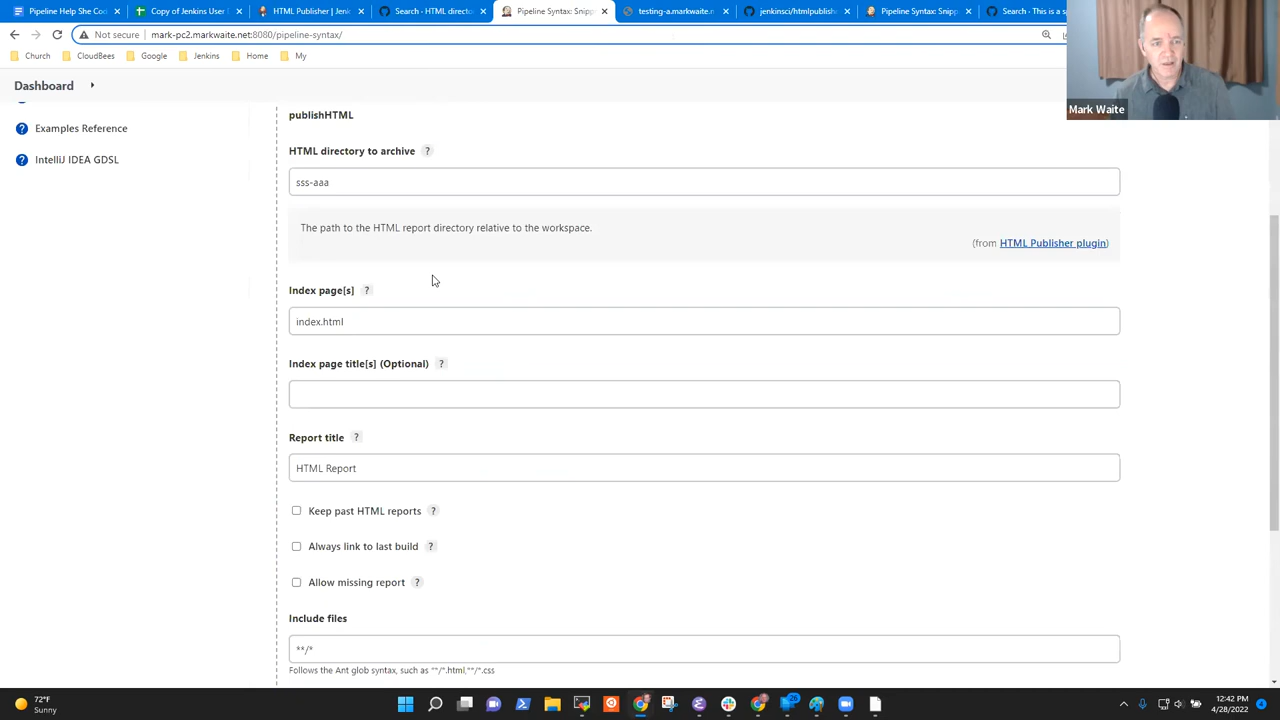 Pipeline Help She Cod
Copy of Jenkins User
HTML Publisher | Jenk
Search · HTML directo
Pipeline Syntax: Snipp
testing-a.markwaite.n
jenkinsci/htmlpublish
Pipeline Syntax: Snipp
Search · This is a s
Not secure | mark-pc2.markwaite.net:8080/pipeline-syntax/
Church
CloudBees
Google
Jenkins
Home
My
Dashboard
Mark Waite
publishHTML
Examples Reference
HTML directory to archive ?
IntelliJ IDEA GDSL
sss-aaa
The path to the HTML report directory relative to the workspace.
(from HTML Publisher plugin)
Index page[s] ?
index.html
Index page title[s] (Optional) ?
Report title ?
HTML Report
Keep past HTML reports ?
Always link to last build ?
Allow missing report ?
Include files
**/*
Follows the Ant glob syntax, such as **/*.html,**/*.css
72°F
Sunny
26
12:42 PM
4/28/2022